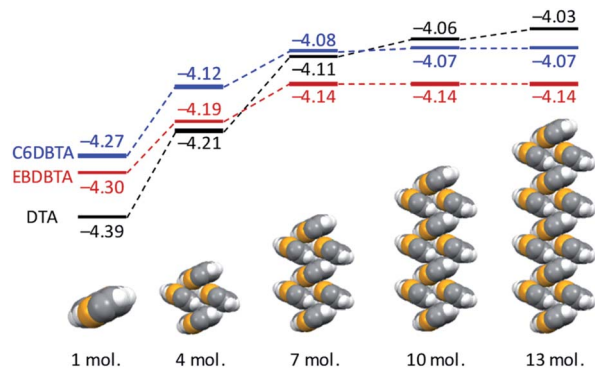 −4.03
−4.06
−4.08
−4.11
−4.07
−4.07
−4.12
−4.14
−4.14
−4.14
−4.19
−4.21
−4.27
C6DBTA
EBDBTA
−4.30
DTA
−4.39
1 mol.
4 mol.
7 mol.
10 mol.
13 mol.